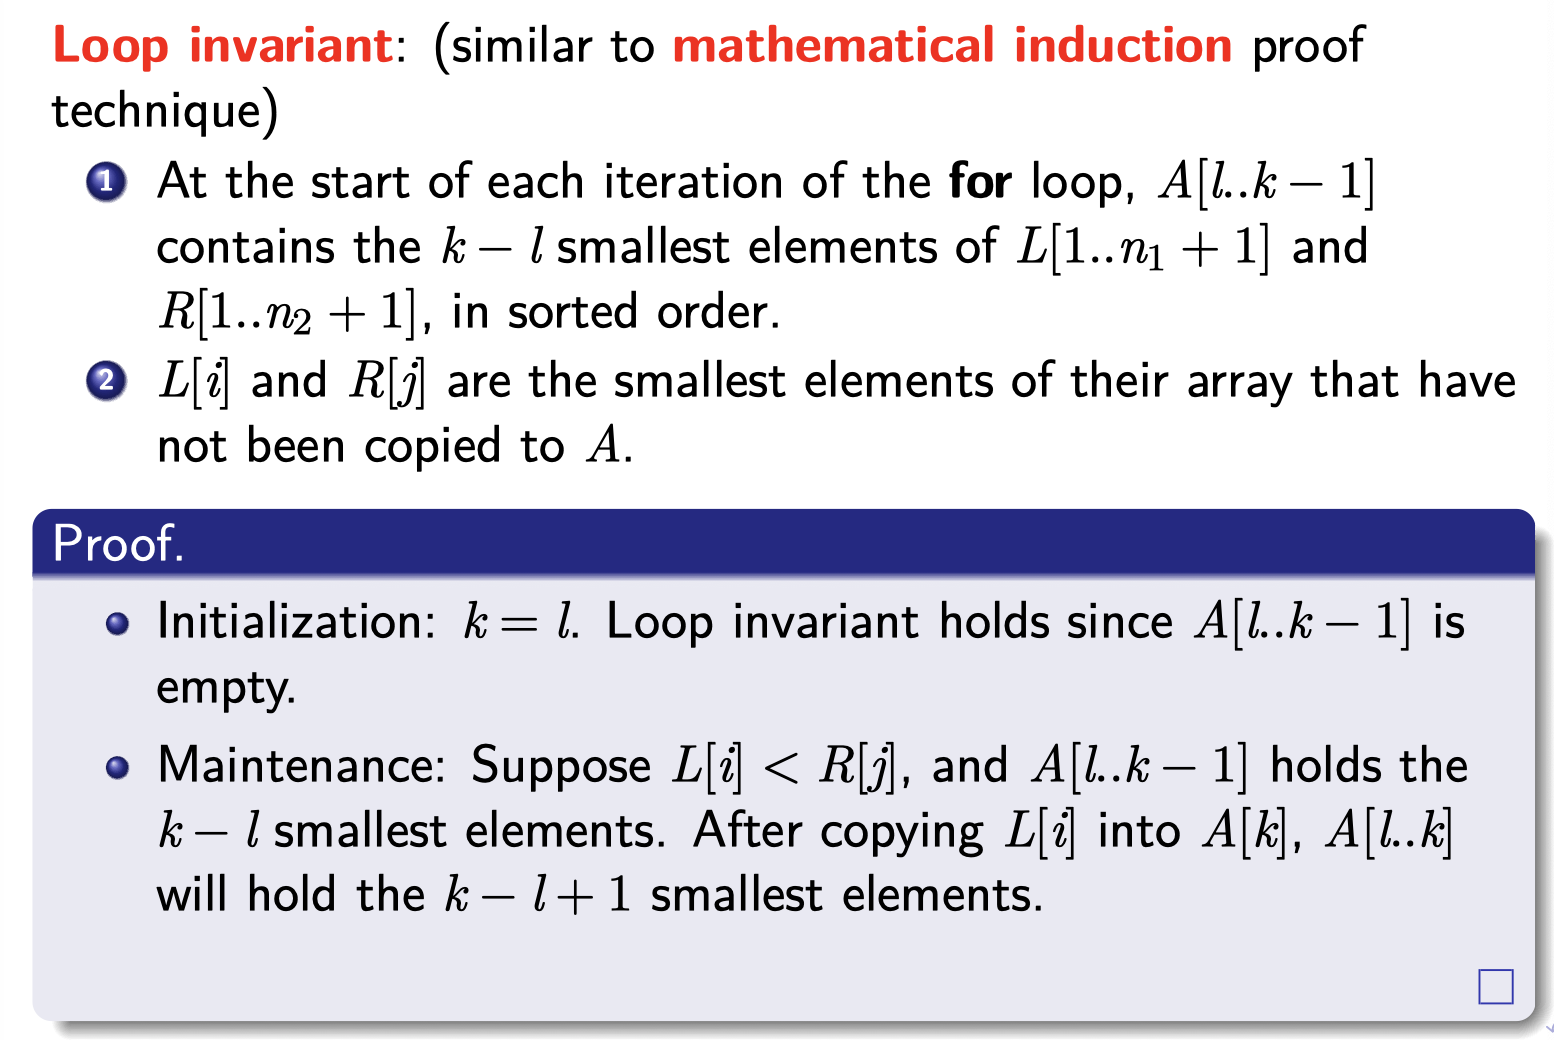 Loop invariant: (similar to mathematical induction proof
technique)
1 At the start of each iteration of the for loop, A[l..k − 1]
contains the k − l smallest elements of L[1..n₁ + 1] and
R[1..n₂ + 1], in sorted order.
2 L[i] and R[j] are the smallest elements of their array that have
not been copied to A.
Proof.
Initialization: k = l. Loop invariant holds since A[l..k − 1] is
empty.
Maintenance: Suppose L[i] < R[j], and A[l..k − 1] holds the
k − l smallest elements. After copying L[i] into A[k], A[l..k]
will hold the k − l + 1 smallest elements.